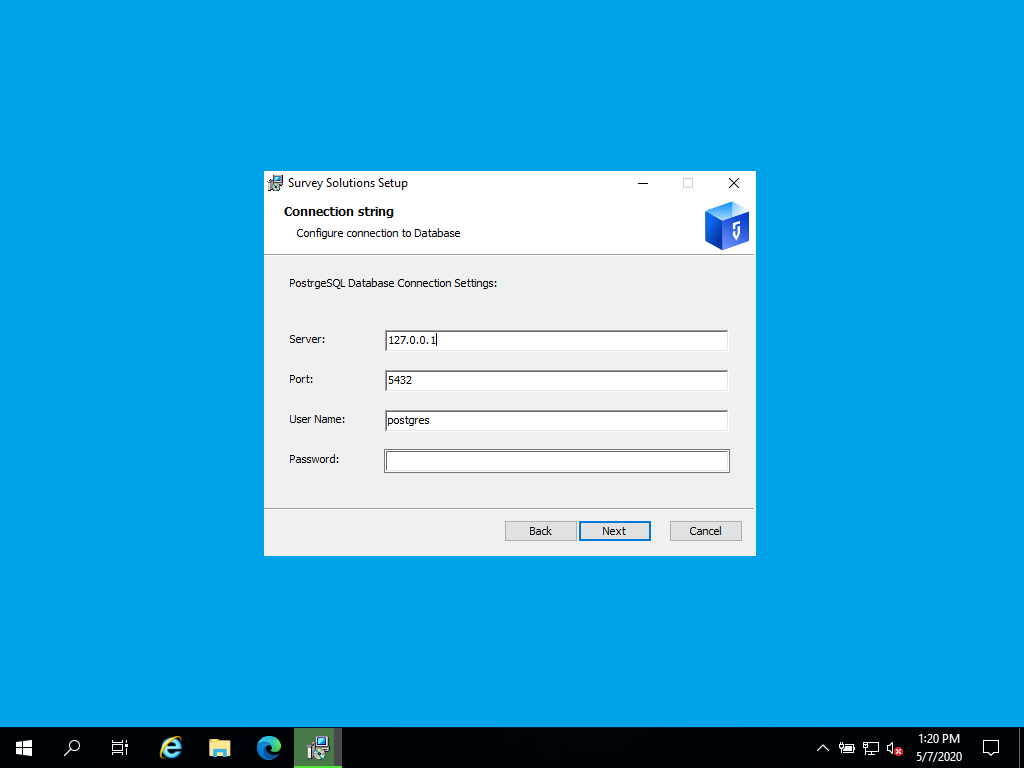 Survey Solutions Setup
Connection string
Configure connection to Database
PostrgeSQL Database Connection Settings:
Server:
127.0.0.1
Port:
5432
User Name:
postgres
Password:
Back
Next
Cancel
1:20 PM
5/7/2020